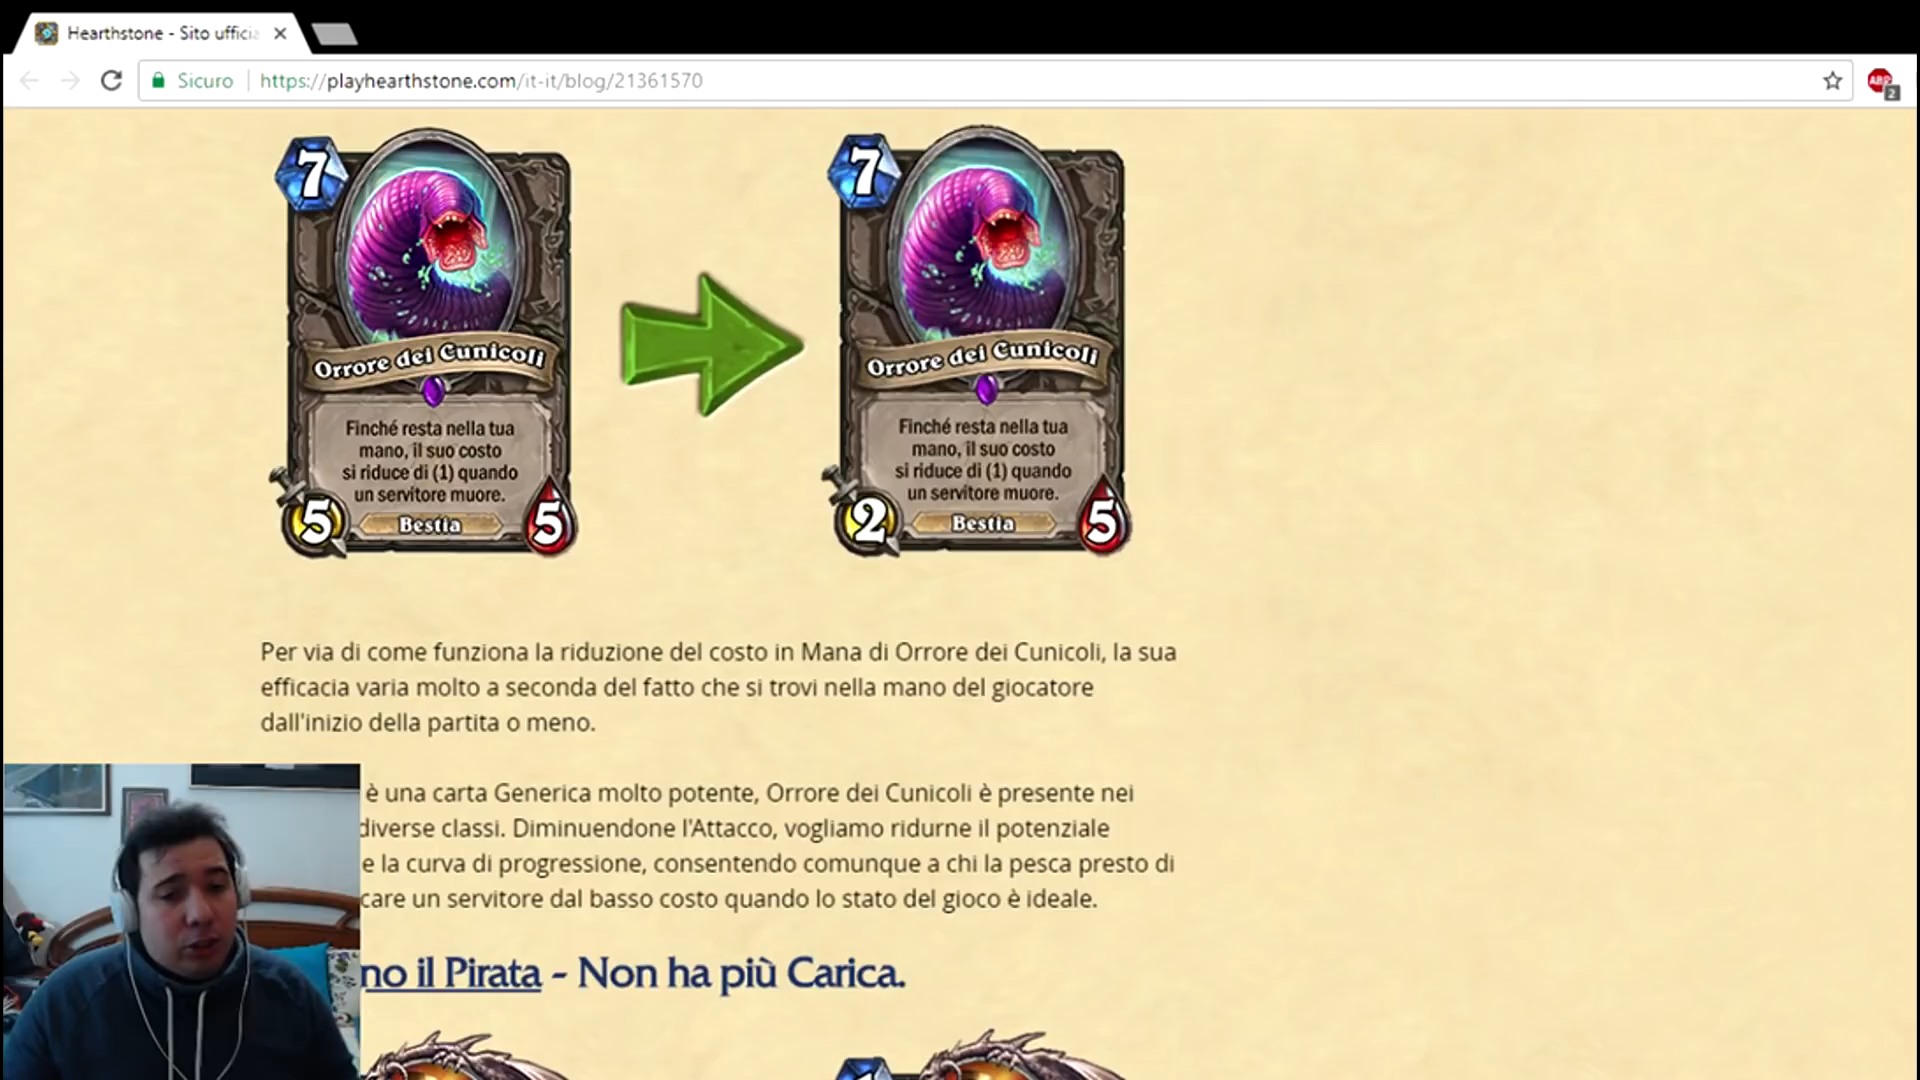 Hearthstone - Sito ufficia
Sicuro
https://playhearthstone.com/it-it/blog/21361570
ABP
2
7
Orrore dei Cunicoli
Finché resta nella tua
mano, il suo costo
si riduce di (1) quando
un servitore muore.
5
Bestia
5
7
Orrore dei Cunicoli
Finché resta nella tua
mano, il suo costo
si riduce di (1) quando
un servitore muore.
2
Bestia
5
Per via di come funziona la riduzione del costo in Mana di Orrore dei Cunicoli, la sua
efficacia varia molto a seconda del fatto che si trovi nella mano del giocatore
dall'inizio della partita o meno.
è una carta Generica molto potente, Orrore dei Cunicoli è presente nei
diverse classi. Diminuendone l'Attacco, vogliamo ridurne il potenziale
e la curva di progressione, consentendo comunque a chi la pesca presto di
care un servitore dal basso costo quando lo stato del gioco è ideale.
no il Pirata - Non ha più Carica.